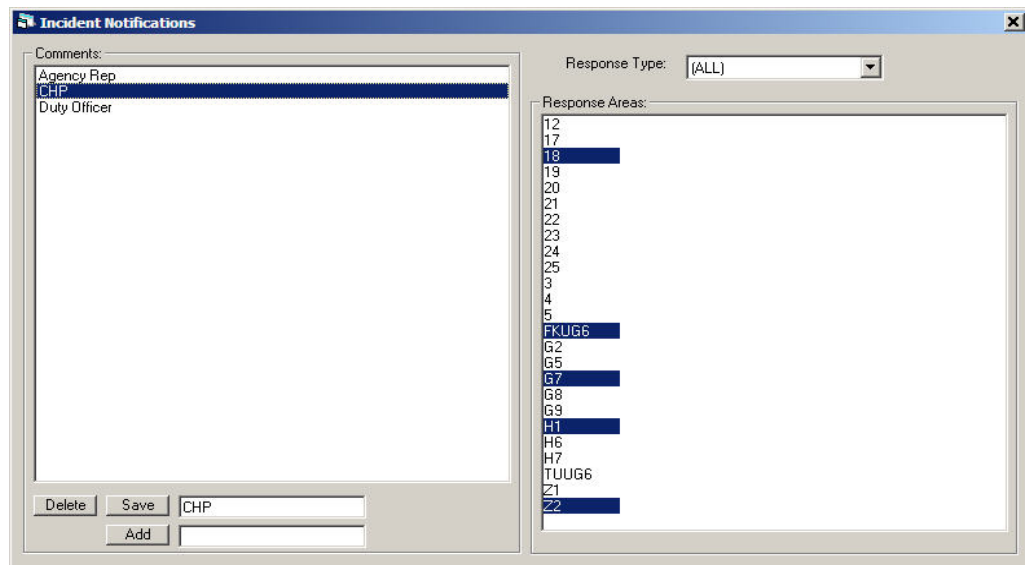 Incident Notifications
Comments:
Agency Rep
CHP
Duty Officer
Delete
Save
CHP
Add
Response Type:
(ALL)
Response Areas:
12
17
18
19
20
21
22
23
24
25
3
4
5
FKUG6
G2
G5
G7
G8
G9
H1
H6
H7
TUUG6
Z1
Z2